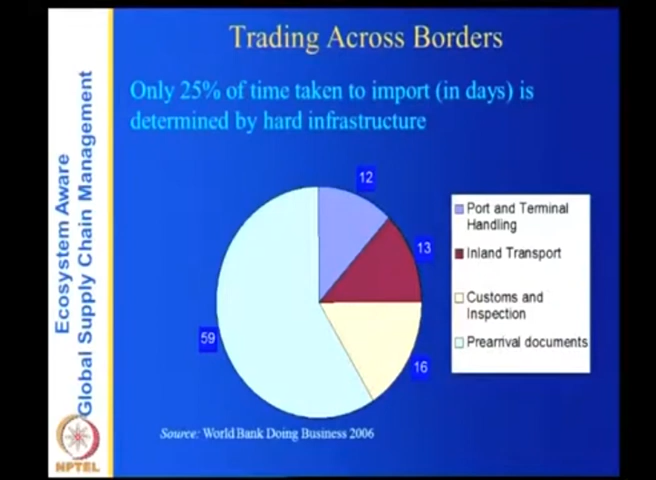 Trading Across Borders
Only 25% of time taken to import (in days) is
determined by hard infrastructure
Ecosystem Aware
Global Supply Chain Management
12
13
16
59
Port and Terminal
Handling
Inland Transport
Customs and
Inspection
Prearrival documents
Source: World Bank Doing Business 2006
NPTEL